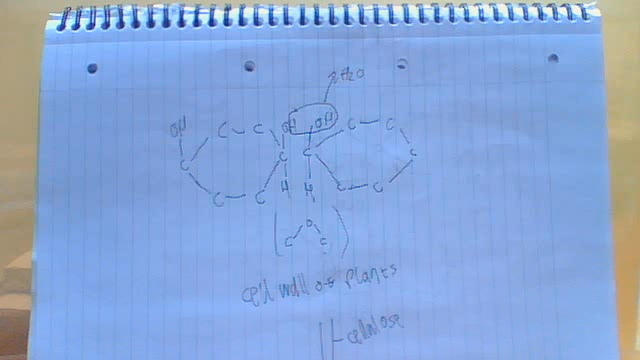 H2O
OH OH OH
C C C C
C C C C
C H H C C
C C
O
C C
cell wall of plants
cellulose